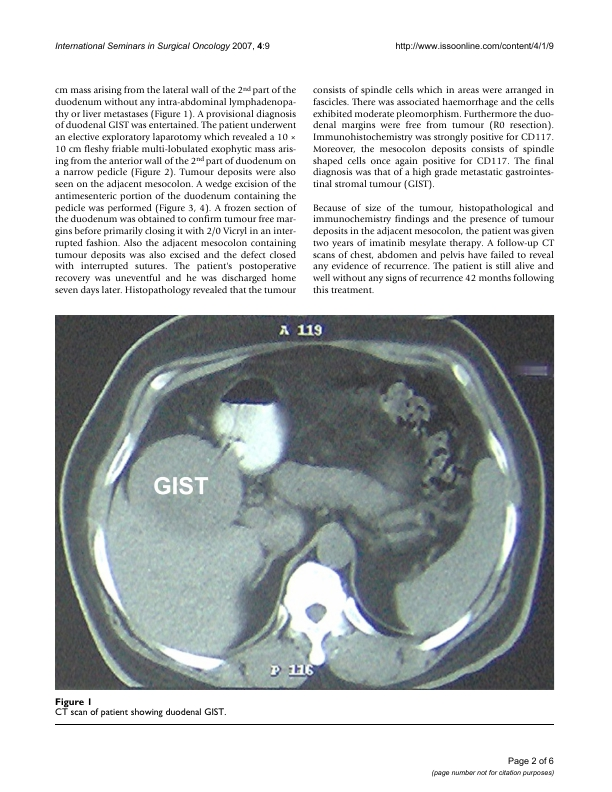 International Seminars in Surgical Oncology 2007, 4:9
http://www.issoonline.com/content/4/1/9
cm mass arising from the lateral wall of the 2nd part of the
duodenum without any intra-abdominal lymphadenopa-
thy or liver metastases (Figure 1). A provisional diagnosis
of duodenal GIST was entertained. The patient underwent
an elective exploratory laparotomy which revealed a 10 ×
10 cm fleshy friable multi-lobulated exophytic mass aris-
ing from the anterior wall of the 2nd part of duodenum on
a narrow pedicle (Figure 2). Tumour deposits were also
seen on the adjacent mesocolon. A wedge excision of the
antimesenteric portion of the duodenum containing the
pedicle was performed (Figure 3, 4). A frozen section of
the duodenum was obtained to confirm tumour free mar-
gins before primarily closing it with 2/0 Vicryl in an inter-
rupted fashion. Also the adjacent mesocolon containing
tumour deposits was also excised and the defect closed
with interrupted sutures. The patient's postoperative
recovery was uneventful and he was discharged home
seven days later. Histopathology revealed that the tumour
consists of spindle cells which in areas were arranged in
fascicles. There was associated haemorrhage and the cells
exhibited moderate pleomorphism. Furthermore the duo-
denal margins were free from tumour (R0 resection).
Immunohistochemistry was strongly positive for CD117.
Moreover, the mesocolon deposits consists of spindle
shaped cells once again positive for CD117. The final
diagnosis was that of a high grade metastatic gastrointes-
tinal stromal tumour (GIST).
Because of size of the tumour, histopathological and
immunochemistry findings and the presence of tumour
deposits in the adjacent mesocolon, the patient was given
two years of imatinib mesylate therapy. A follow-up CT
scans of chest, abdomen and pelvis have failed to reveal
any evidence of recurrence. The patient is still alive and
well without any signs of recurrence 42 months following
this treatment.
A 119
GIST
P 116
Figure 1
CT scan of patient showing duodenal GIST.
Page 2 of 6
(page number not for citation purposes)